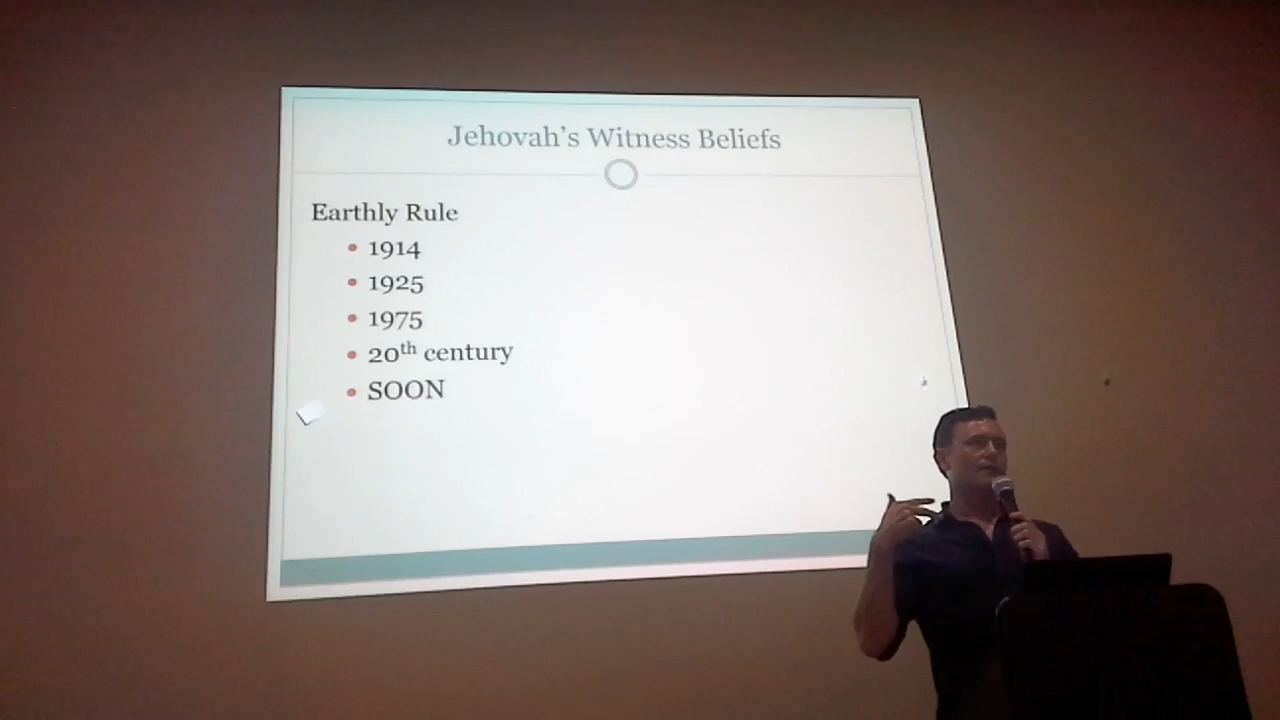 Jehovah's Witness Beliefs
Earthly Rule
• 1914
• 1925
• 1975
• 20th century
• SOON